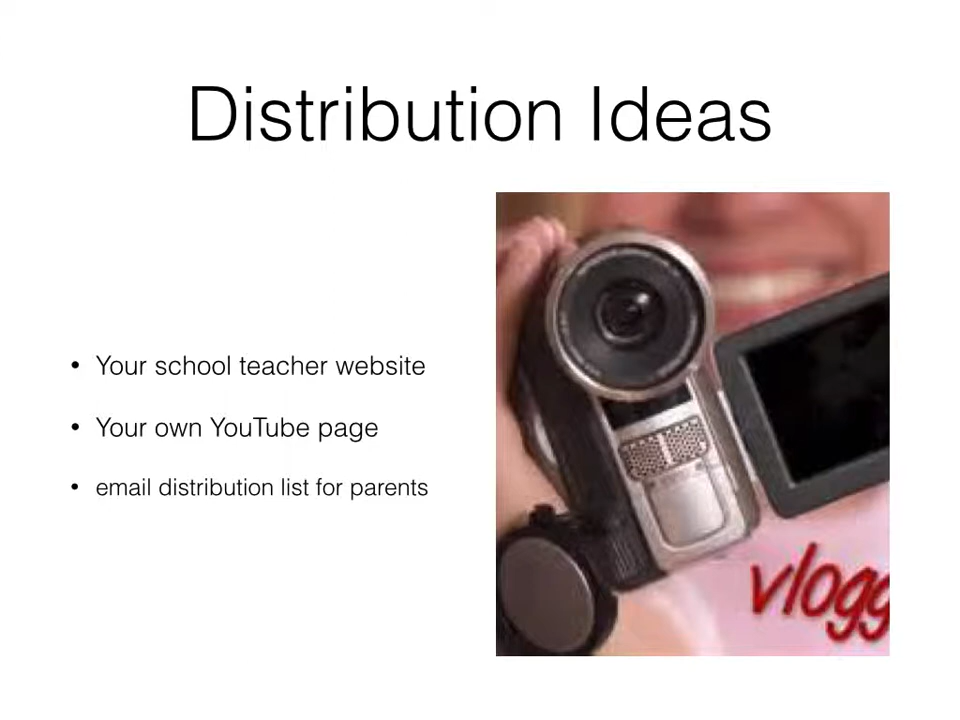 Distribution Ideas
• Your school teacher website
• Your own YouTube page
• email distribution list for parents
vlogg